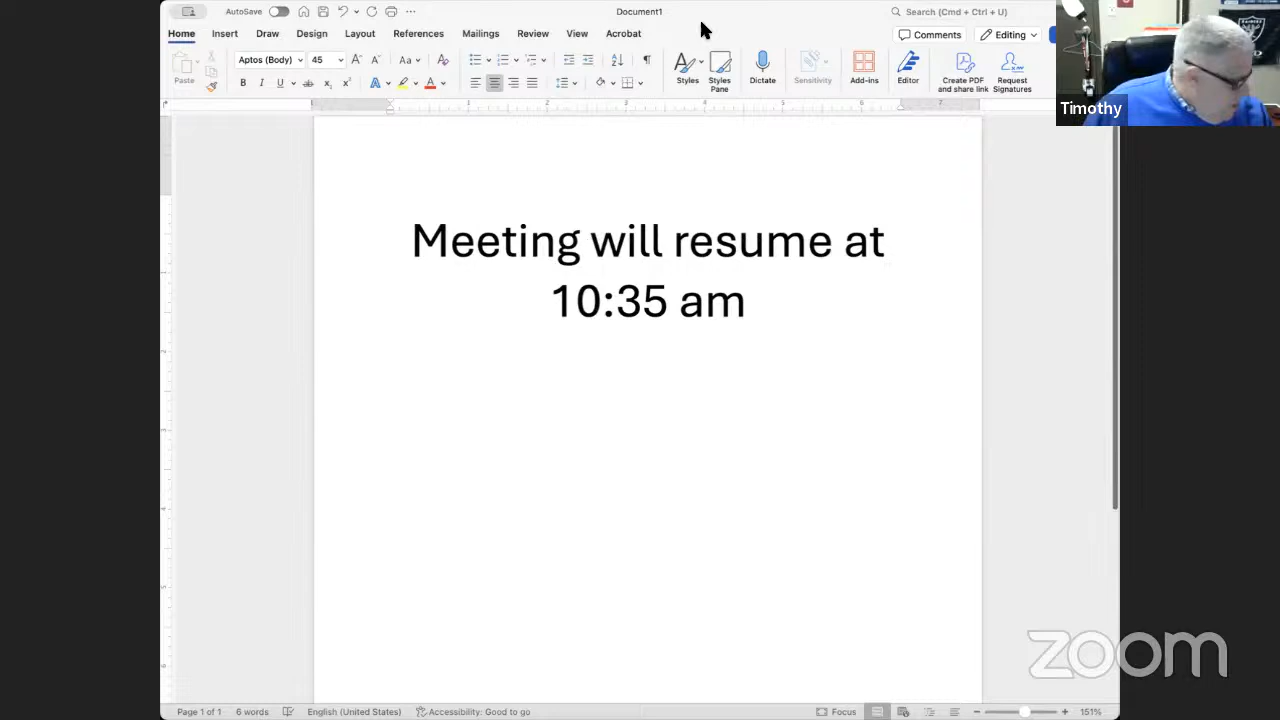 AutoSave
Document1
Search (Cmd + Ctrl + U)
Home Insert Draw Design Layout References Mailings Review View Acrobat
Comments Editing
Paste
Aptos (Body) 45
Styles Styles Pane Dictate Sensitivity Add-ins Editor Create PDF and share link Request Signatures
Timothy
RAIDERS
Meeting will resume at
10:35 am
zoom
Page 1 of 1 6 words English (United States) Accessibility: Good to go Focus 151%